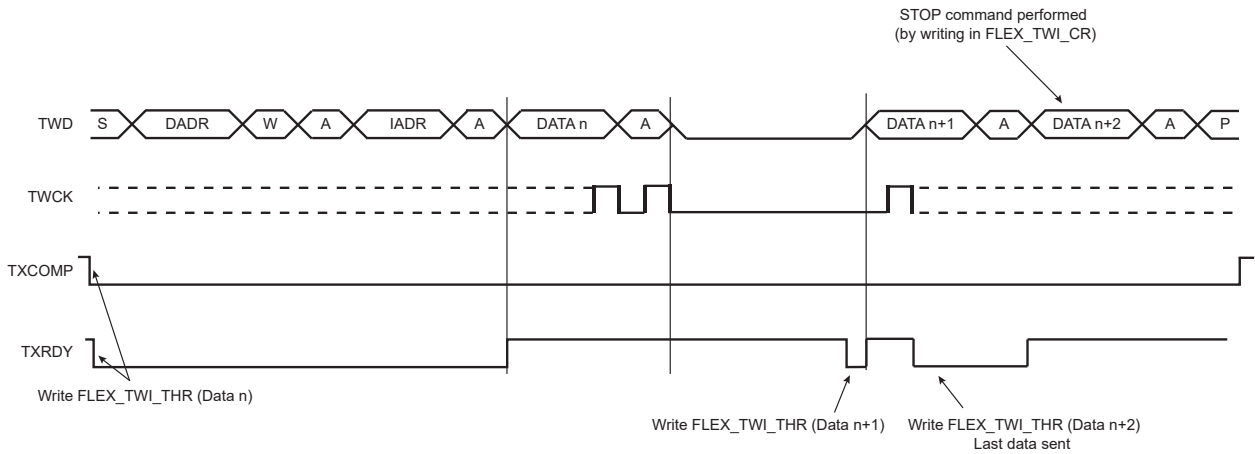 STOP command performed
(by writing in FLEX_TWI_CR)
TWD S DADR W A IADR A DATA n A DATA n+1 A DATA n+2 A P
TWCK
TXCOMP
TXRDY
Write FLEX_TWI_THR (Data n)
Write FLEX_TWI_THR (Data n+1) Write FLEX_TWI_THR (Data n+2)
Last data sent